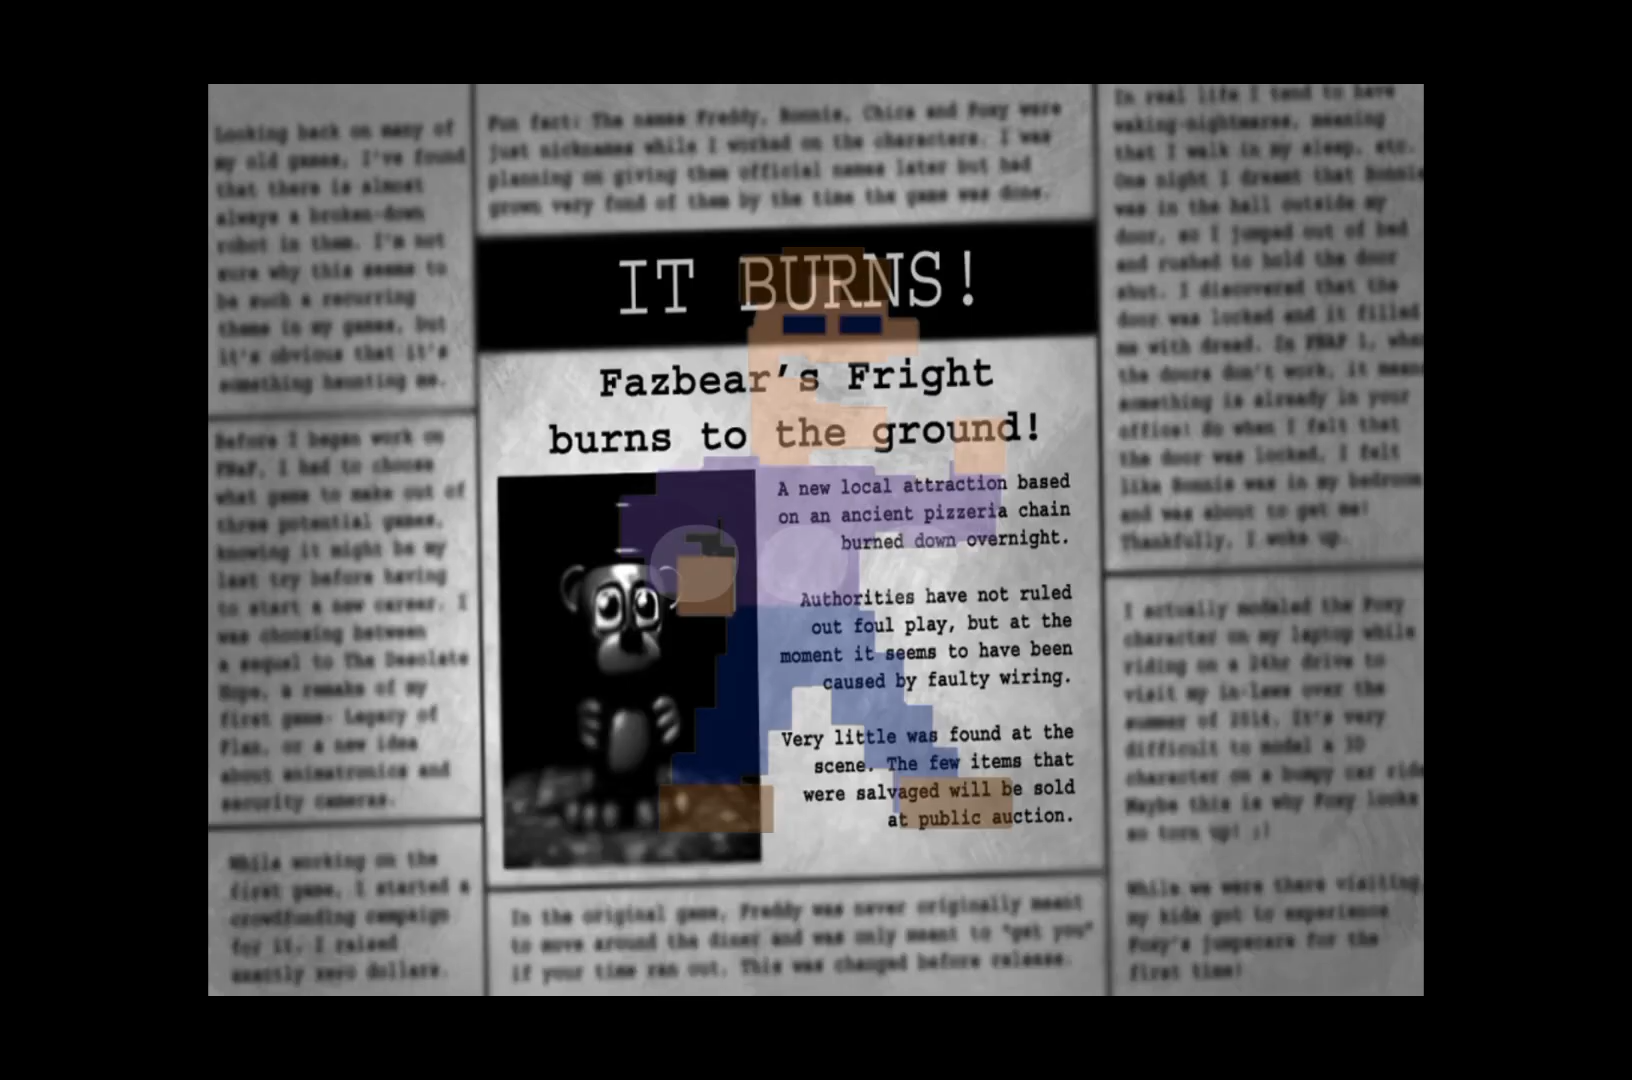 Looking back on many of
my old games, I've found
that there is almost
always a broken-down
robot in them. I'm not
sure why this seems to
be such a recurring
theme in my games, but
it's obvious that it's
something haunting me.
Before I began work on
FNaF, I had to choose
what game to make out of
three potential games,
knowing it might be my
last try before having
to start a new career. I
was choosing between
a sequel to The Desolate
Hope, a remake of my
first game- Legacy of
Flan, or a new idea
about animatronics and
security cameras.
While working on the
first game, I started a
crowdfunding campaign
for it. I raised
exactly zero dollars.
Fun fact: The names Freddy, Bonnie, Chica and Foxy were
just nicknames while I worked on the characters. I was
planning on giving them official names later but had
grown very fond of them by the time the game was done.
IT BURNS!
Fazbear's Fright
burns to the ground!
A new local attraction based
on an ancient pizzeria chain
burned down overnight.
Authorities have not ruled
out foul play, but at the
moment it seems to have been
caused by faulty wiring.
Very little was found at the
scene. The few items that
were salvaged will be sold
at public auction.
In the original game, Freddy was never originally meant
to move around the diner and was only meant to "get you"
if your time ran out. This was changed before release.
In real life I tend to have
waking-nightmares, meaning
that I walk in my sleep, etc.
One night I dreamt that Bonnie
was in the hall outside my
door, so I jumped out of bed
and rushed to hold the door
shut. I discovered that the
door was locked and it filled
me with dread. In FNAF 1, when
the doors don't work, it means
something is already in your
office! So when I felt that
the door was locked, I felt
like Bonnie was in my bedroom
and was about to get me!
Thankfully, I woke up.
I actually modeled the Foxy
character on my laptop while
riding on a 24hr drive to
visit my in-laws over the
summer of 2014. It's very
difficult to model a 3D
character on a bumpy car ride
Maybe this is why Foxy looks
so torn up! ;)
While we were there visiting,
my kids got to experience
Foxy's jumpscare for the
first time!